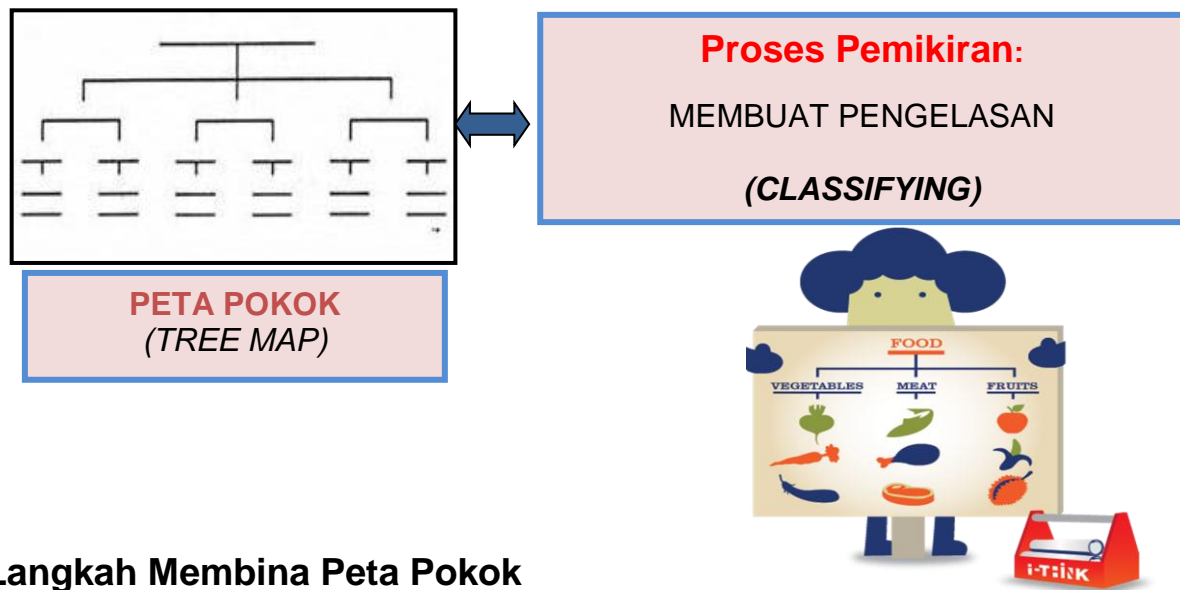 Proses Pemikiran:
MEMBUAT PENGELASAN
(CLASSIFYING)
PETA POKOK
(TREE MAP)
FOOD
VEGETABLES MEAT FRUITS
i-THINK
Langkah Membina Peta Pokok